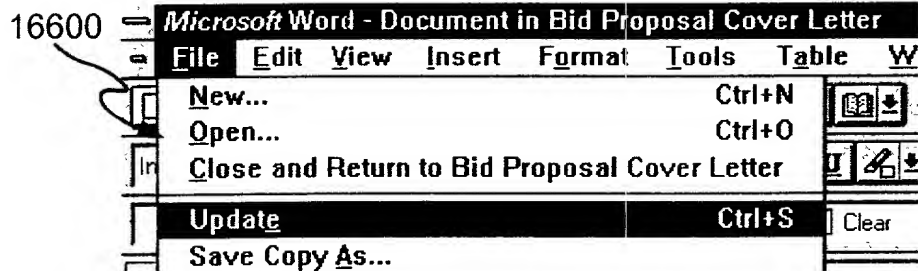 16600
Microsoft Word - Document in Bid Proposal Cover Letter
File Edit View Insert Format Tools Table W
New... Ctrl+N
Open... Ctrl+O
Close and Return to Bid Proposal Cover Letter
In U
Update Ctrl+S
Clear
Save Copy As...